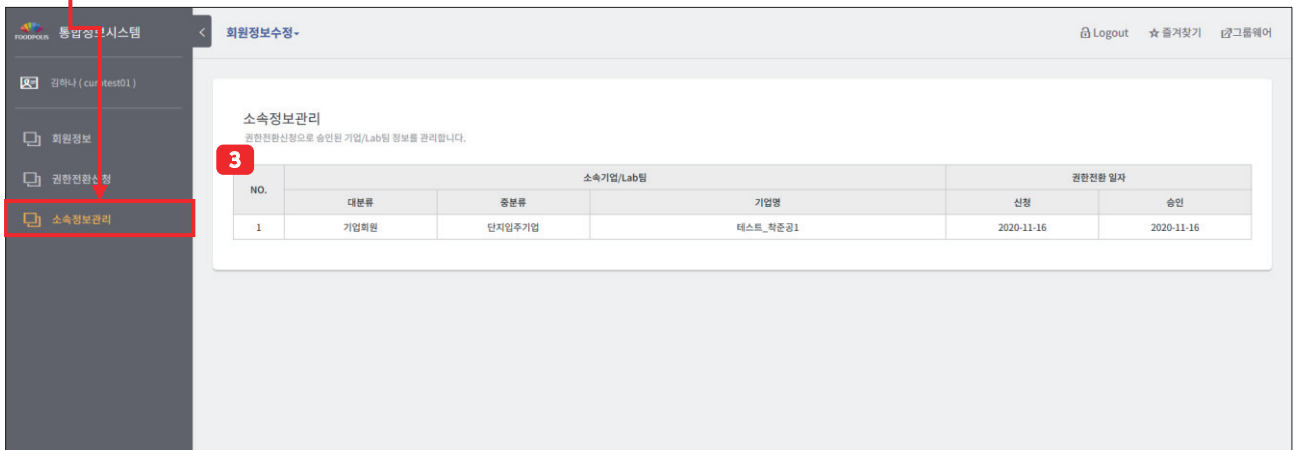 FOODPOLIS 통합정보시스템
회원정보수정
Logout 즐겨찾기 그룹웨어
김하나 ( curotest01 )
회원정보
권한전환신청
소속정보관리
소속정보관리
권한전환신청으로 승인된 기업/Lab팀 정보를 관리합니다.
3
NO. 소속기업/Lab팀 권한전환 일자
대분류 중분류 기업명 신청 승인
1 기업회원 단지입주기업 테스트_착준공1 2020-11-16 2020-11-16